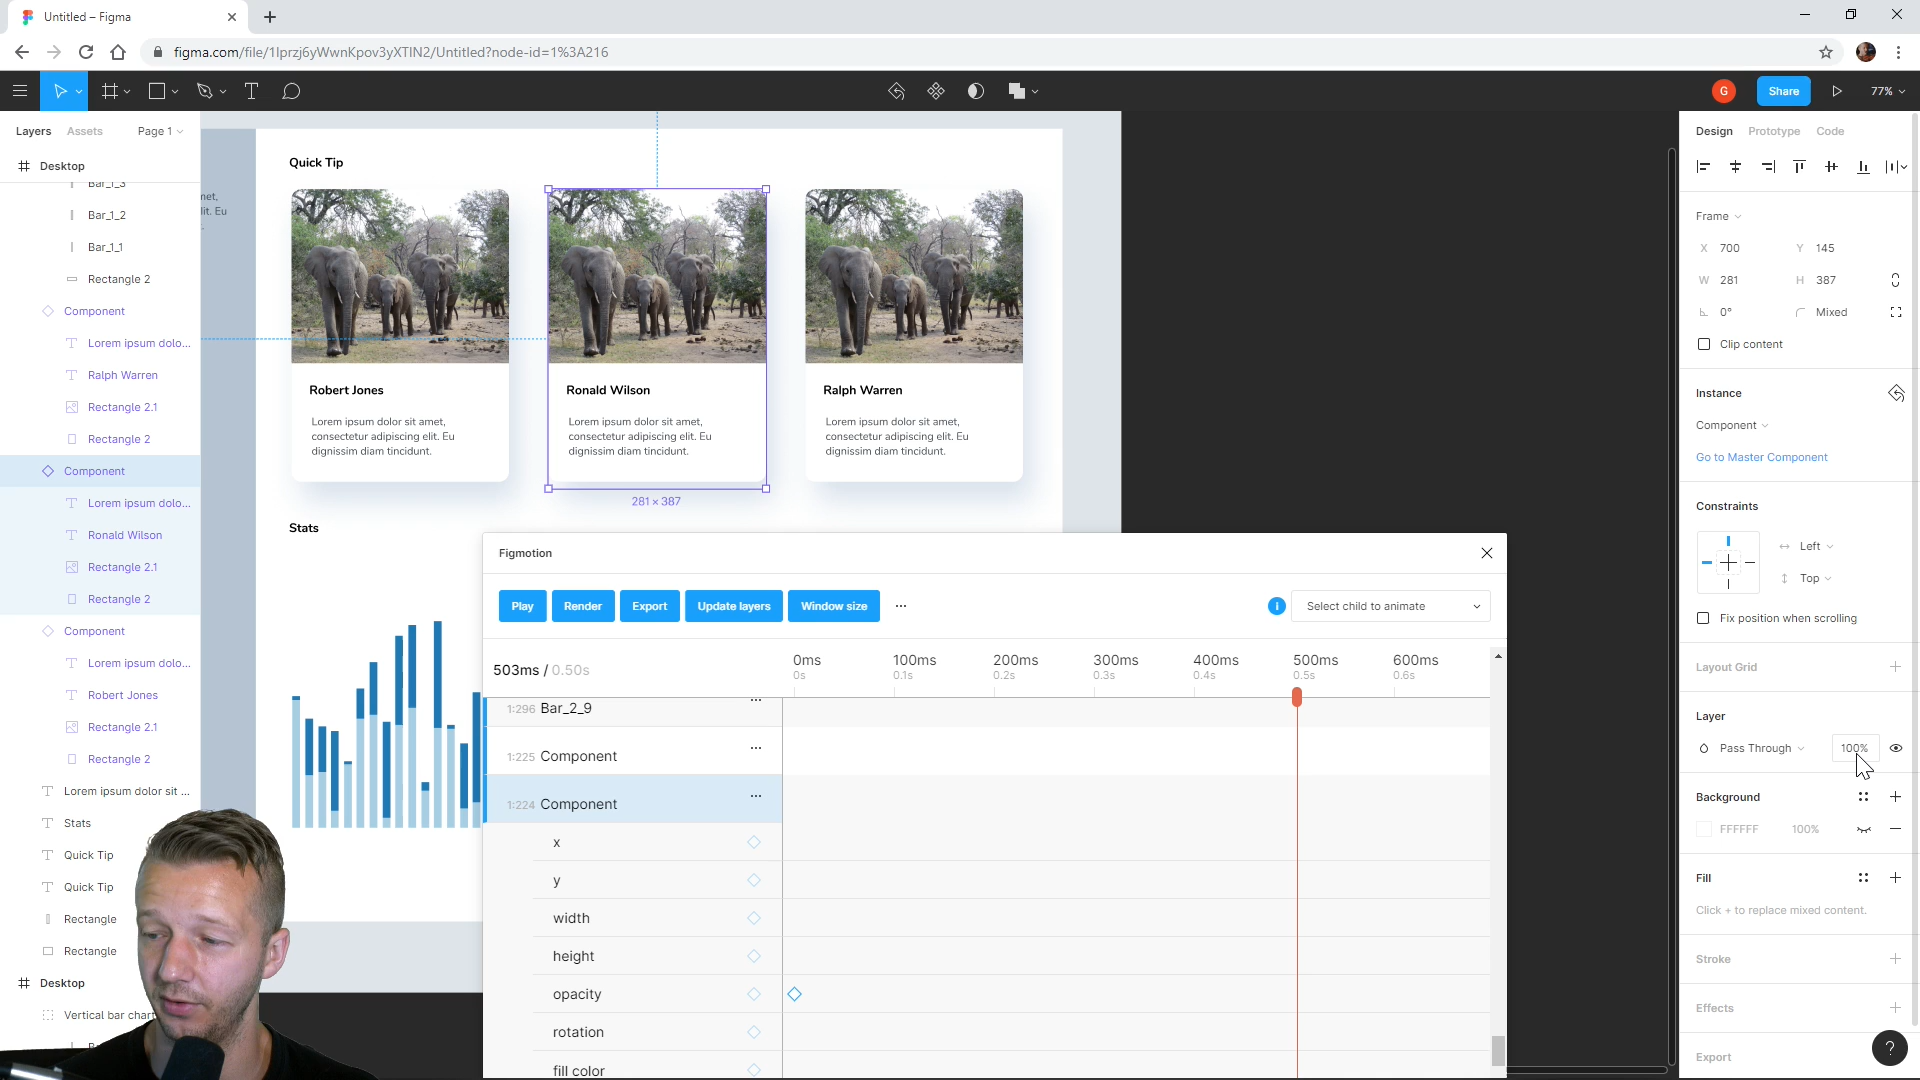 Untitled – Figma
figma.com/file/1Iprzj6yWwnKpov3yXTIN2/Untitled?node-id=1%3A216
G
Share
77%
Layers
Assets
Page 1
Desktop
Bar_1_3
Bar_1_2
Bar_1_1
Rectangle 2
Component
Lorem ipsum dolo...
Ralph Warren
Rectangle 2.1
Rectangle 2
Component
Lorem ipsum dolo...
Ronald Wilson
Rectangle 2.1
Rectangle 2
Component
Lorem ipsum dolo...
Robert Jones
Rectangle 2.1
Rectangle 2
Lorem ipsum dolor sit ...
Stats
Quick Tip
Quick Tip
Rectangle
Rectangle
Desktop
Vertical bar chart
met,
lit. Eu
Quick Tip
Robert Jones
Lorem ipsum dolor sit amet,
consectetur adipiscing elit. Eu
dignissim diam tincidunt.
Ronald Wilson
Lorem ipsum dolor sit amet,
consectetur adipiscing elit. Eu
dignissim diam tincidunt.
281 × 387
Ralph Warren
Lorem ipsum dolor sit amet,
consectetur adipiscing elit. Eu
dignissim diam tincidunt.
Stats
Figmotion
Play
Render
Export
Update layers
Window size
...
i
Select child to animate
503ms / 0.50s
0ms 100ms 200ms 300ms 400ms 500ms 600ms
0s 0.1s 0.2s 0.3s 0.4s 0.5s 0.6s
1:296 Bar_2_9
1:225 Component
1:224 Component
x
y
width
height
opacity
rotation
fill color
Design
Prototype
Code
Frame
X 700 Y 145
W 281 H 387
0° Mixed
Clip content
Instance
Component
Go to Master Component
Constraints
Left
Top
Fix position when scrolling
Layout Grid
Layer
Pass Through 100%
Background
FFFFFF 100%
Fill
Click + to replace mixed content.
Stroke
Effects
Export
?